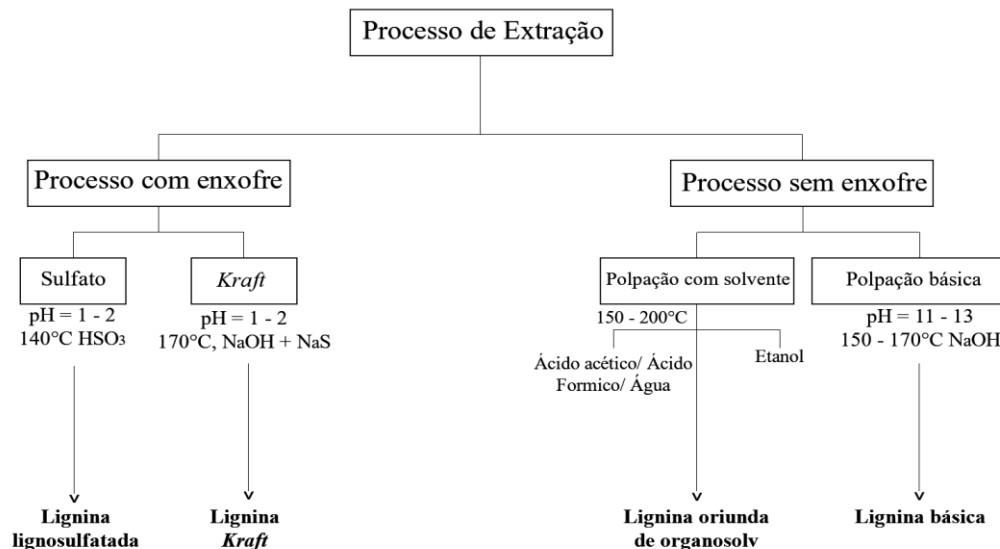 Processo de Extração
Processo com enxofre
Processo sem enxofre
Sulfato
pH = 1 - 2
140°C HSO₃
Kraft
pH = 1 - 2
170°C, NaOH + NaS
Polpação com solvente
150 - 200°C
Ácido acético/ Ácido
Formico/ Água
Etanol
Polpação básica
pH = 11 - 13
150 - 170°C NaOH
Lignina
lignosulfatada
Lignina
Kraft
Lignina oriunda
de organosolv
Lignina básica